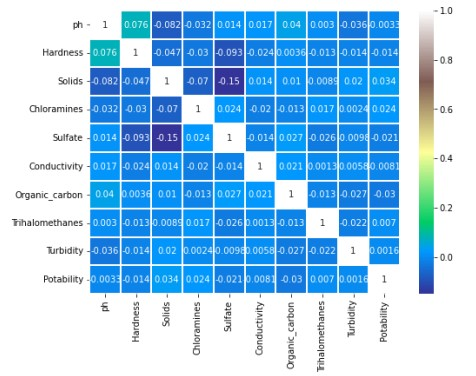 ph 1 0.076 -0.082 -0.032 0.014 0.017 0.04 0.003 -0.036 -0.0033
Hardness 0.076 1 -0.047 -0.03 -0.093 -0.024 0.0036 -0.013 -0.014 -0.014
Solids -0.082 -0.047 1 -0.07 -0.15 0.014 0.01 -0.0089 0.02 0.034
Chloramines -0.032 -0.03 -0.07 1 0.024 -0.02 -0.013 0.017 0.0024 0.024
Sulfate 0.014 -0.093 -0.15 0.024 1 -0.014 0.027 -0.026 -0.0098 -0.021
Conductivity 0.017 -0.024 0.014 -0.02 -0.014 1 0.021 0.0013 0.0058 -0.0081
Organic_carbon 0.04 0.0036 0.01 -0.013 0.027 0.021 1 -0.013 -0.027 -0.03
Trihalomethanes 0.003 -0.013 -0.0089 0.017 -0.026 0.0013 -0.013 1 -0.022 0.007
Turbidity -0.036 -0.014 0.02 0.0024 -0.0098 0.0058 -0.027 -0.022 1 0.0016
Potability -0.0033 -0.014 0.034 0.024 -0.021 -0.0081 -0.03 0.007 0.0016 1
ph Hardness Solids Chloramines Sulfate Conductivity Organic_carbon Trihalomethanes Turbidity Potability
1.0
0.8
0.6
0.4
0.2
0.0